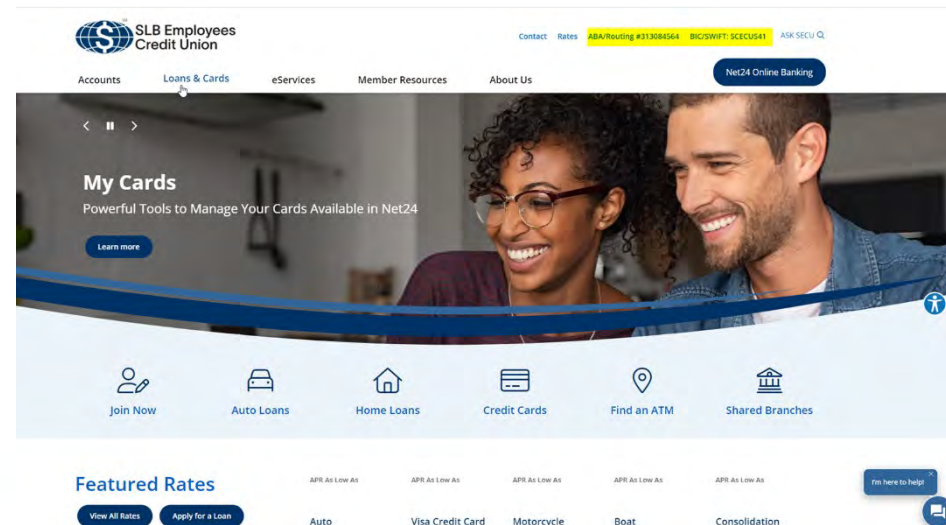 SLB Employees
Credit Union
Contact Rates ABA/Routing #313084564 BIC/SWIFT: SCECUS41 ASK SECU
Accounts Loans & Cards eServices Member Resources About Us Net24 Online Banking
My Cards
Powerful Tools to Manage Your Cards Available in Net24
Learn more
Join Now Auto Loans Home Loans Credit Cards Find an ATM Shared Branches
Featured Rates
APR As Low As APR As Low As APR As Low As APR As Low As APR As Low As
I'm here to help!
View All Rates Apply for a Loan
Auto Visa Credit Card Motorcycle Boat Consolidation